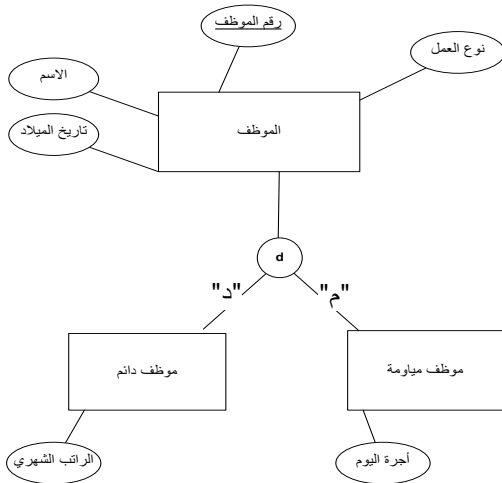 رقم الموظف
نوع العمل
الاسم
تاريخ الميلاد
الموظف
d
"م"
"د"
موظف مياومة
موظف دائم
أجرة اليوم
الراتب الشهري